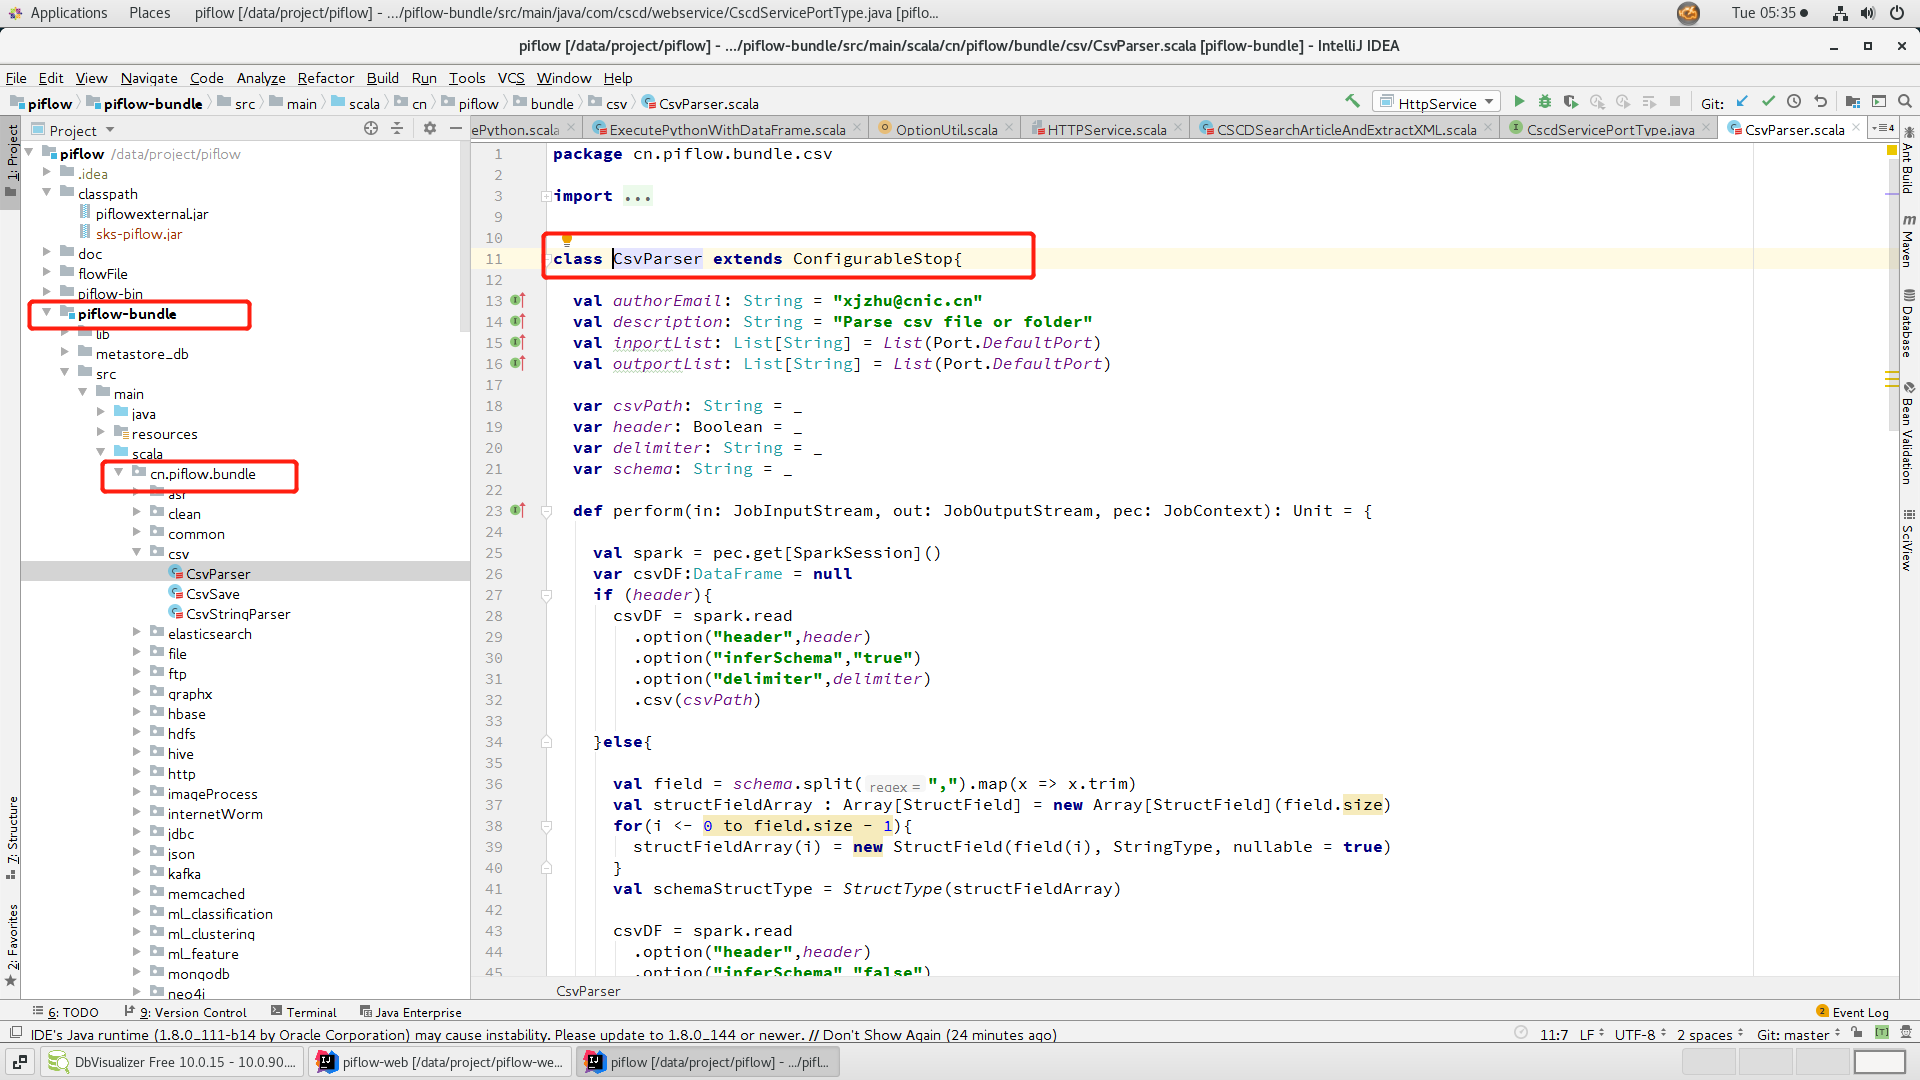 Applications Places piflow [/data/project/piflow] - .../piflow-bundle/src/main/java/com/cscd/webservice/CscdServicePortType.java [piflo... Tue 05:35
piflow [/data/project/piflow] - .../piflow-bundle/src/main/scala/cn/piflow/bundle/csv/CsvParser.scala [piflow-bundle] - IntelliJ IDEA
File Edit View Navigate Code Analyze Refactor Build Run Tools VCS Window Help
piflow piflow-bundle src main scala cn piflow bundle csv CsvParser.scala HttpService Git:
Project ePython.scala ExecutePythonWithDataFrame.scala OptionUtil.scala HTTPService.scala CSCDSearchArticleAndExtractXML.scala CscdServicePortType.java CsvParser.scala 4
1: Project
7: Structure
2: Favorites
piflow /data/project/piflow
.idea
classpath
piflowexternal.jar
sks-piflow.jar
doc
flowFile
piflow-bin
piflow-bundle
lib
metastore_db
src
main
java
resources
scala
cn.piflow.bundle
asr
clean
common
csv
CsvParser
CsvSave
CsvStringParser
elasticsearch
file
ftp
graphx
hbase
hdfs
hive
http
imageProcess
internetWorm
jdbc
json
kafka
memcached
ml_classification
ml_clustering
ml_feature
mongodb
neo4j
1 package cn.piflow.bundle.csv
2
3 import ...
9
10
11 class CsvParser extends ConfigurableStop{
12
13 val authorEmail: String = "xjzhu@cnic.cn"
14 val description: String = "Parse csv file or folder"
15 val inportList: List[String] = List(Port.DefaultPort)
16 val outportList: List[String] = List(Port.DefaultPort)
17
18 var csvPath: String = _
19 var header: Boolean = _
20 var delimiter: String = _
21 var schema: String = _
22
23 def perform(in: JobInputStream, out: JobOutputStream, pec: JobContext): Unit = {
24
25 val spark = pec.get[SparkSession]()
26 var csvDF:DataFrame = null
27 if (header){
28 csvDF = spark.read
29 .option("header",header)
30 .option("inferSchema","true")
31 .option("delimiter",delimiter)
32 .csv(csvPath)
33
34 }else{
35
36 val field = schema.split( regex = ",").map(x => x.trim)
37 val structFieldArray : Array[StructField] = new Array[StructField](field.size)
38 for(i <- 0 to field.size - 1){
39 structFieldArray(i) = new StructField(field(i), StringType, nullable = true)
40 }
41 val schemaStructType = StructType(structFieldArray)
42
43 csvDF = spark.read
44 .option("header",header)
45 .option("inferSchema","false")
CsvParser
Ant Build
Maven
Database
Bean Validation
SciView
6: TODO 9: Version Control Terminal Java Enterprise 2 Event Log
IDE's Java runtime (1.8.0_111-b14 by Oracle Corporation) may cause instability. Please update to 1.8.0_144 or newer. // Don't Show Again (24 minutes ago) 11:7 LF UTF-8 2 spaces Git: master
DbVisualizer Free 10.0.15 - 10.0.90.... piflow-web [/data/project/piflow-we... piflow [/data/project/piflow] - .../pifl...